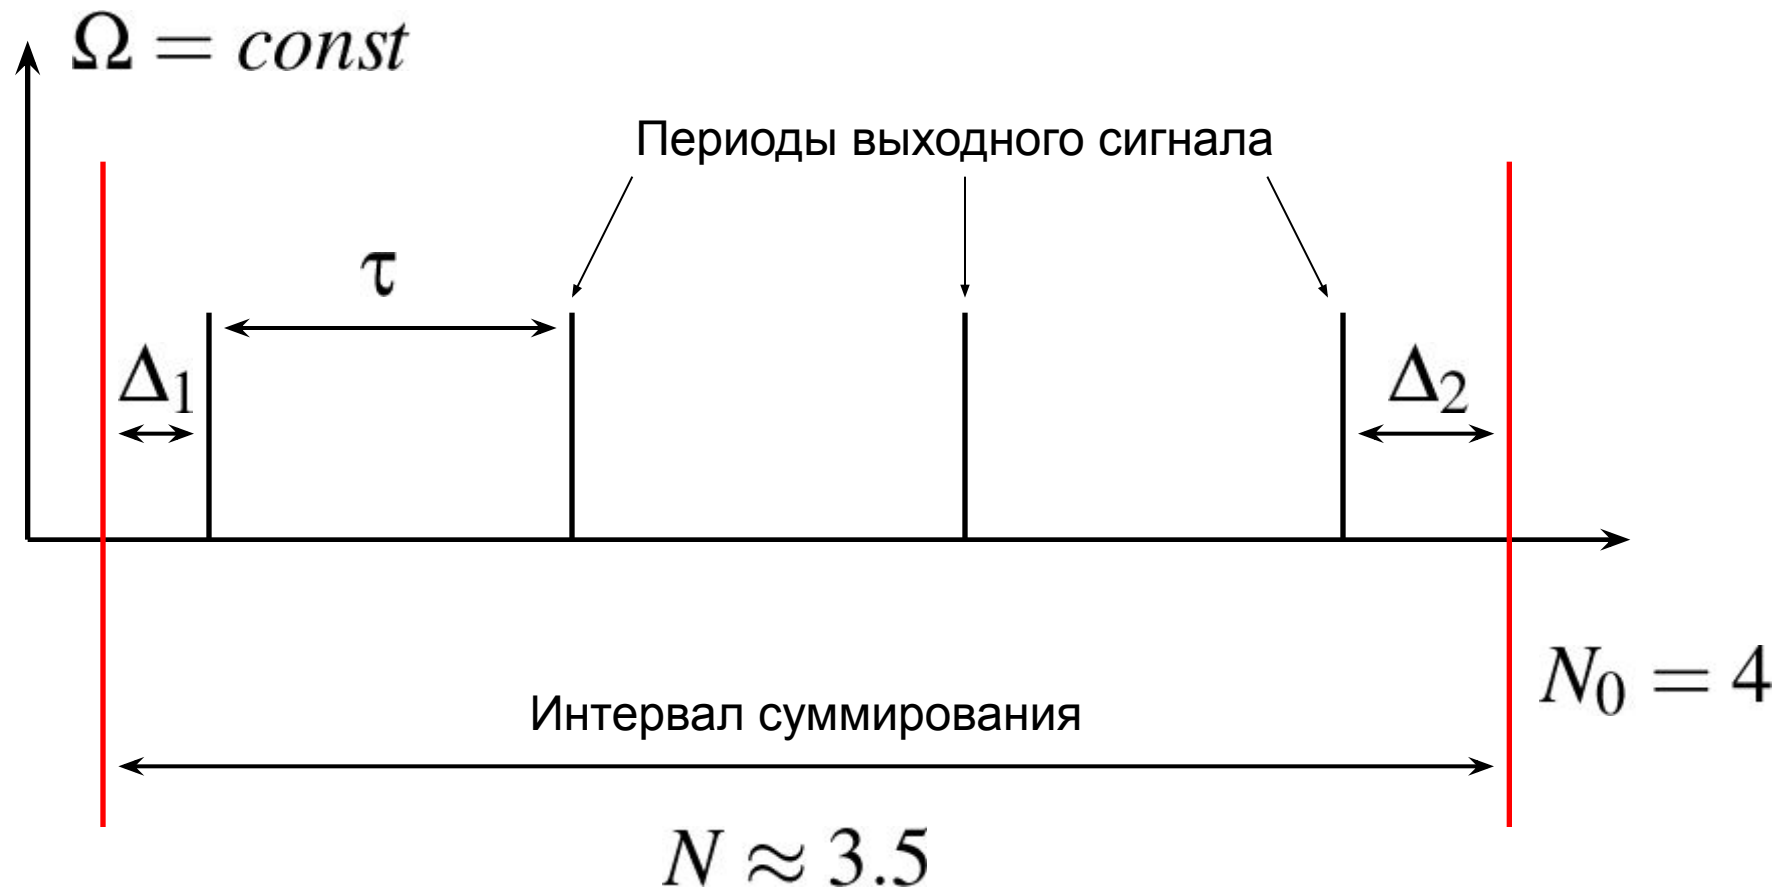 Ω = const
Периоды выходного сигнала
τ
Δ₁
Δ₂
N₀ = 4
Интервал суммирования
N ≈ 3.5